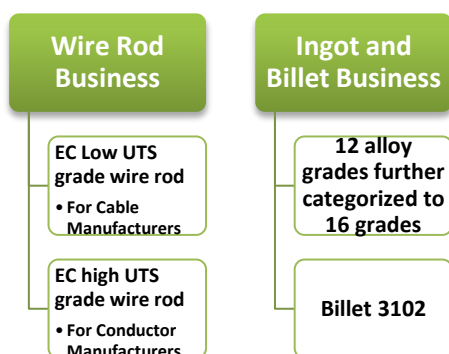 Wire Rod
Business
EC Low UTS
grade wire rod
• For Cable
Manufacturers
EC high UTS
grade wire rod
• For Conductor
Manufacturers
Ingot and
Billet Business
12 alloy
grades further
categorized to
16 grades
Billet 3102